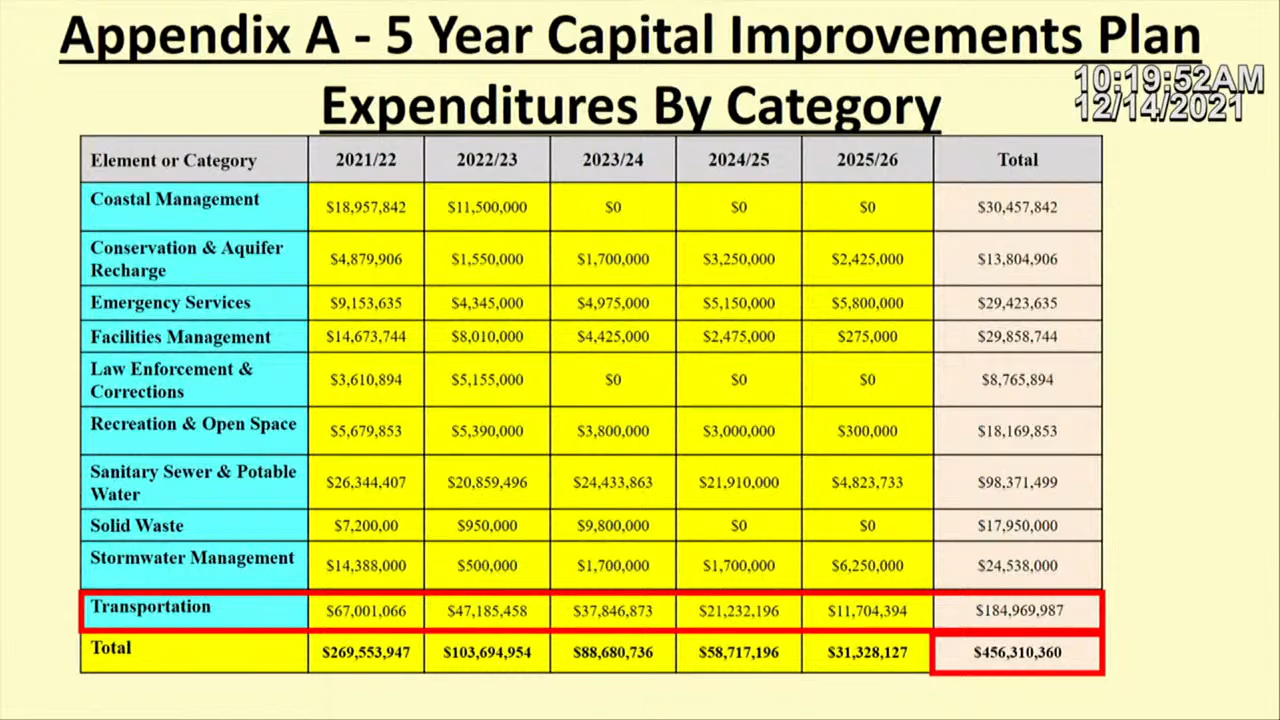 Appendix A - 5 Year Capital Improvements Plan
Expenditures By Category
10:19:52AM
12/14/2021
Element or Category 2021/22 2022/23 2023/24 2024/25 2025/26 Total
Coastal Management $18,957,842 $11,500,000 $0 $0 $0 $30,457,842
Conservation & Aquifer
Recharge $4,879,906 $1,550,000 $1,700,000 $3,250,000 $2,425,000 $13,804,906
Emergency Services $9,153,635 $4,345,000 $4,975,000 $5,150,000 $5,800,000 $29,423,635
Facilities Management $14,673,744 $8,010,000 $4,425,000 $2,475,000 $275,000 $29,858,744
Law Enforcement &
Corrections $3,610,894 $5,155,000 $0 $0 $0 $8,765,894
Recreation & Open Space $5,679,853 $5,390,000 $3,800,000 $3,000,000 $300,000 $18,169,853
Sanitary Sewer & Potable
Water $26,344,407 $20,859,496 $24,433,863 $21,910,000 $4,823,733 $98,371,499
Solid Waste $7,200,00 $950,000 $9,800,000 $0 $0 $17,950,000
Stormwater Management $14,388,000 $500,000 $1,700,000 $1,700,000 $6,250,000 $24,538,000
Transportation $67,001,066 $47,185,458 $37,846,873 $21,232,196 $11,704,394 $184,969,987
Total $269,553,947 $103,694,954 $88,680,736 $58,717,196 $31,328,127 $456,310,360